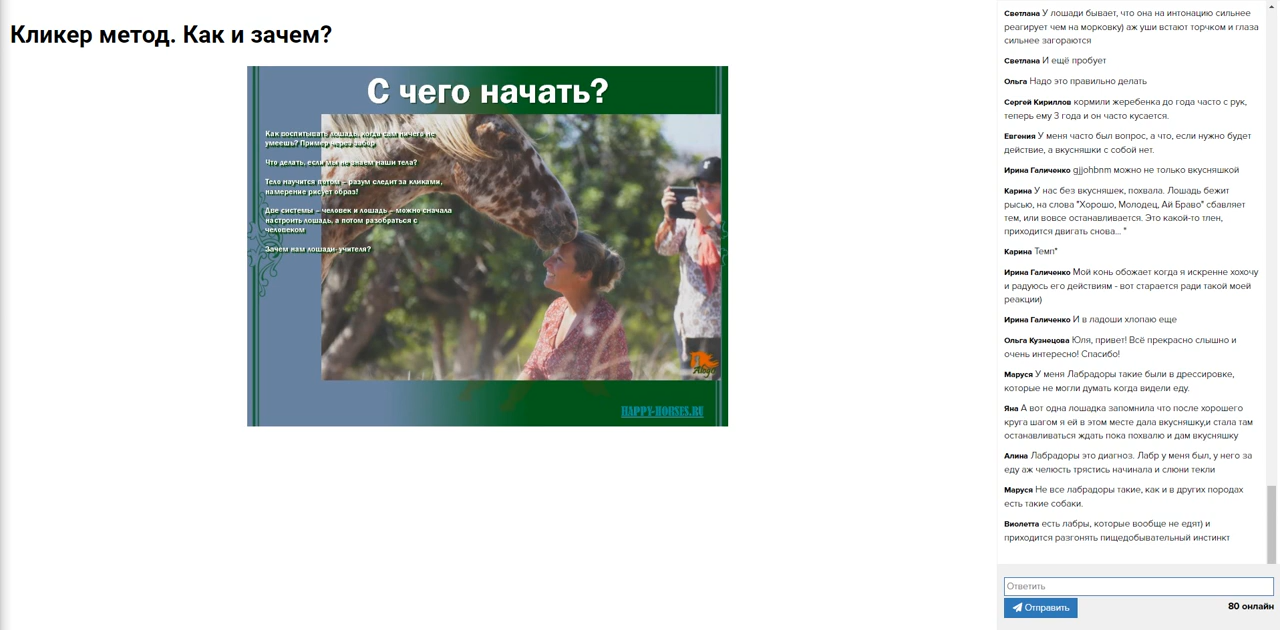 Кликер метод. Как и зачем?
С чего начать?
Как воспитывать лошадь, когда сам ничего не
умеешь? Пример через забор
Что делать, если мы не знаем наши тела?
Тело научится потом – разум следит за кликами,
намерение рисует образ!
Две системы – человек и лошадь – можно сначала
настроить лошадь, а потом разобраться с
человеком
Зачем нам лошади-учителя?
HAPPY-HORSES.RU
Светлана У лошади бывает, что она на интонацию сильнее
реагирует чем на морковку) аж уши встают торчком и глаза
сильнее загораются
Светлана И ещё пробует
Ольга Надо это правильно делать
Сергей Кириллов кормили жеребенка до года часто с рук,
теперь ему 3 года и он часто кусается.
Евгения У меня часто был вопрос, а что, если нужно будет
действие, а вкусняшки с собой нет.
Ирина Галиченко gjjohbnm можно не только вкусняшкой
Карина У нас без вкусняшек, похвала. Лошадь бежит
рысью, на слова "Хорошо, Молодец, Ай Браво" сбавляет
тем, или вовсе останавливается. Это какой-то тлен,
приходится двигать снова... "
Карина Темп*
Ирина Галиченко Мой конь обожает когда я искренне хохочу
и радуюсь его действиям - вот старается ради такой моей
реакции)
Ирина Галиченко И в ладоши хлопаю еще
Ольга Кузнецова Юля, привет! Всё прекрасно слышно и
очень интересно! Спасибо!
Маруся У меня Лабрадоры такие были в дрессировке,
которые не могли думать когда видели еду.
Яна А вот одна лошадка запомнила что после хорошего
круга шагом я ей в этом месте дала вкусняшку,и стала там
останавливаться ждать пока похвалю и дам вкусняшку
Алина Лабрадоры это диагноз. Лабр у меня был, у него за
еду аж челюсть трястись начинала и слюни текли
Маруся Не все лабрадоры такие, как и в других породах
есть такие собаки.
Виолетта есть лабры, которые вообще не едят) и
приходится разгонять пищедобывательный инстинкт
Ответить
Отправить
80 онлайн